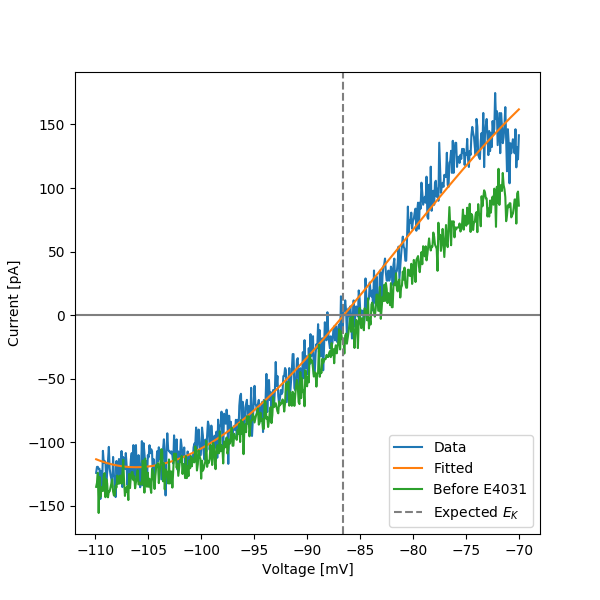 150
100
50
0
−50
−100
−150
Current [pA]
−110 −105 −100 −95 −90 −85 −80 −75 −70
Voltage [mV]
Data
Fitted
Before E4031
Expected E_K